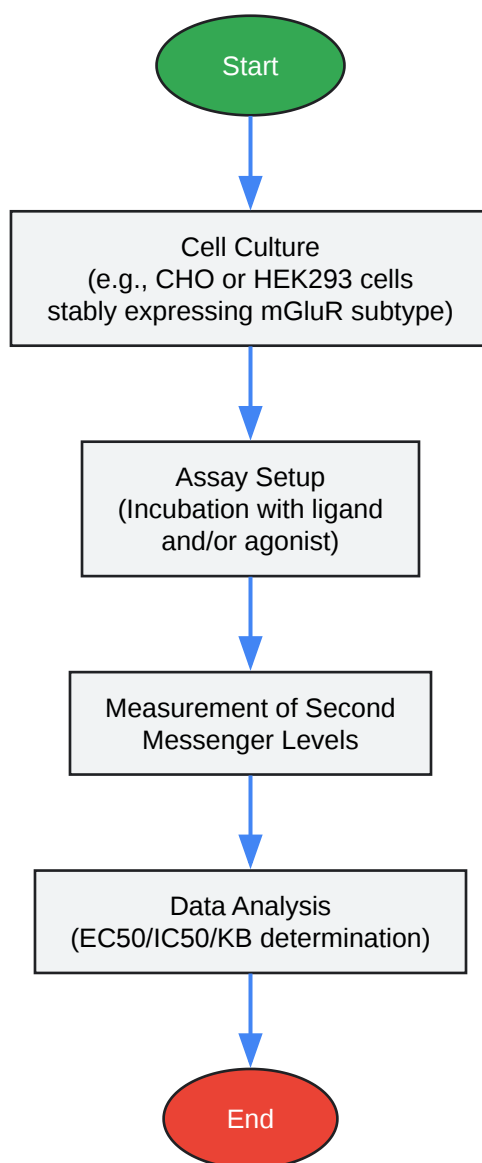 Start
Cell Culture
(e.g., CHO or HEK293 cells
stably expressing mGluR subtype)
Assay Setup
(Incubation with ligand
and/or agonist)
Measurement of Second
Messenger Levels
Data Analysis
(EC50/IC50/KB determination)
End